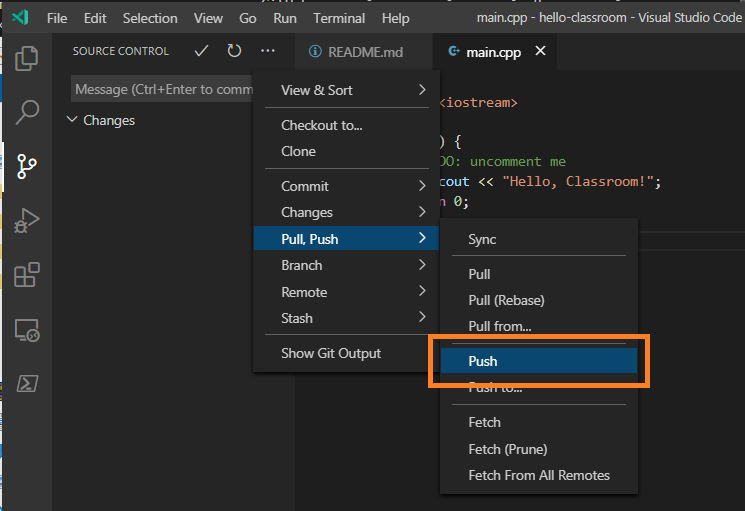 File Edit Selection View Go Run Terminal Help main.cpp - hello-classroom - Visual Studio Code
SOURCE CONTROL
README.md
main.cpp
Message (Ctrl+Enter to comm
Changes
View & Sort
Checkout to...
Clone
Commit
Changes
Pull, Push
Branch
Remote
Stash
Show Git Output
<iostream>
) {
DO: uncomment me
cout << "Hello, Classroom!";
n 0;
Sync
Pull
Pull (Rebase)
Pull from...
Push
Push to...
Fetch
Fetch (Prune)
Fetch From All Remotes